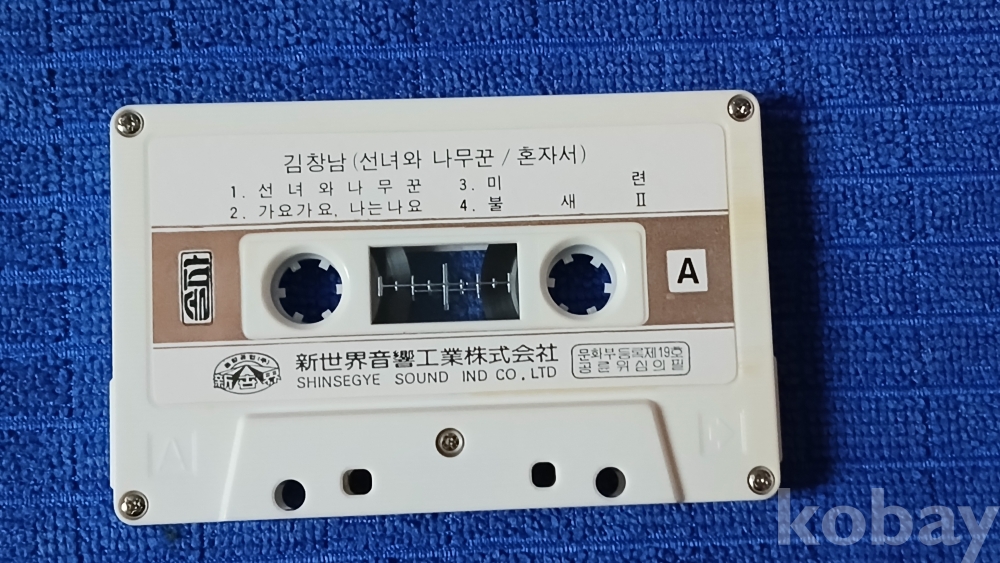 김창남 (선녀와 나무꾼 / 혼자서)
1. 선 녀 와 나 무 꾼 3. 미 련
2. 가요가요, 나는나요 4. 불 새 Ⅱ
A
新世界音響工業株式会社
SHINSEGYE SOUND IND CO., LTD
문화부등록제19호
공륜위심의필
kobay